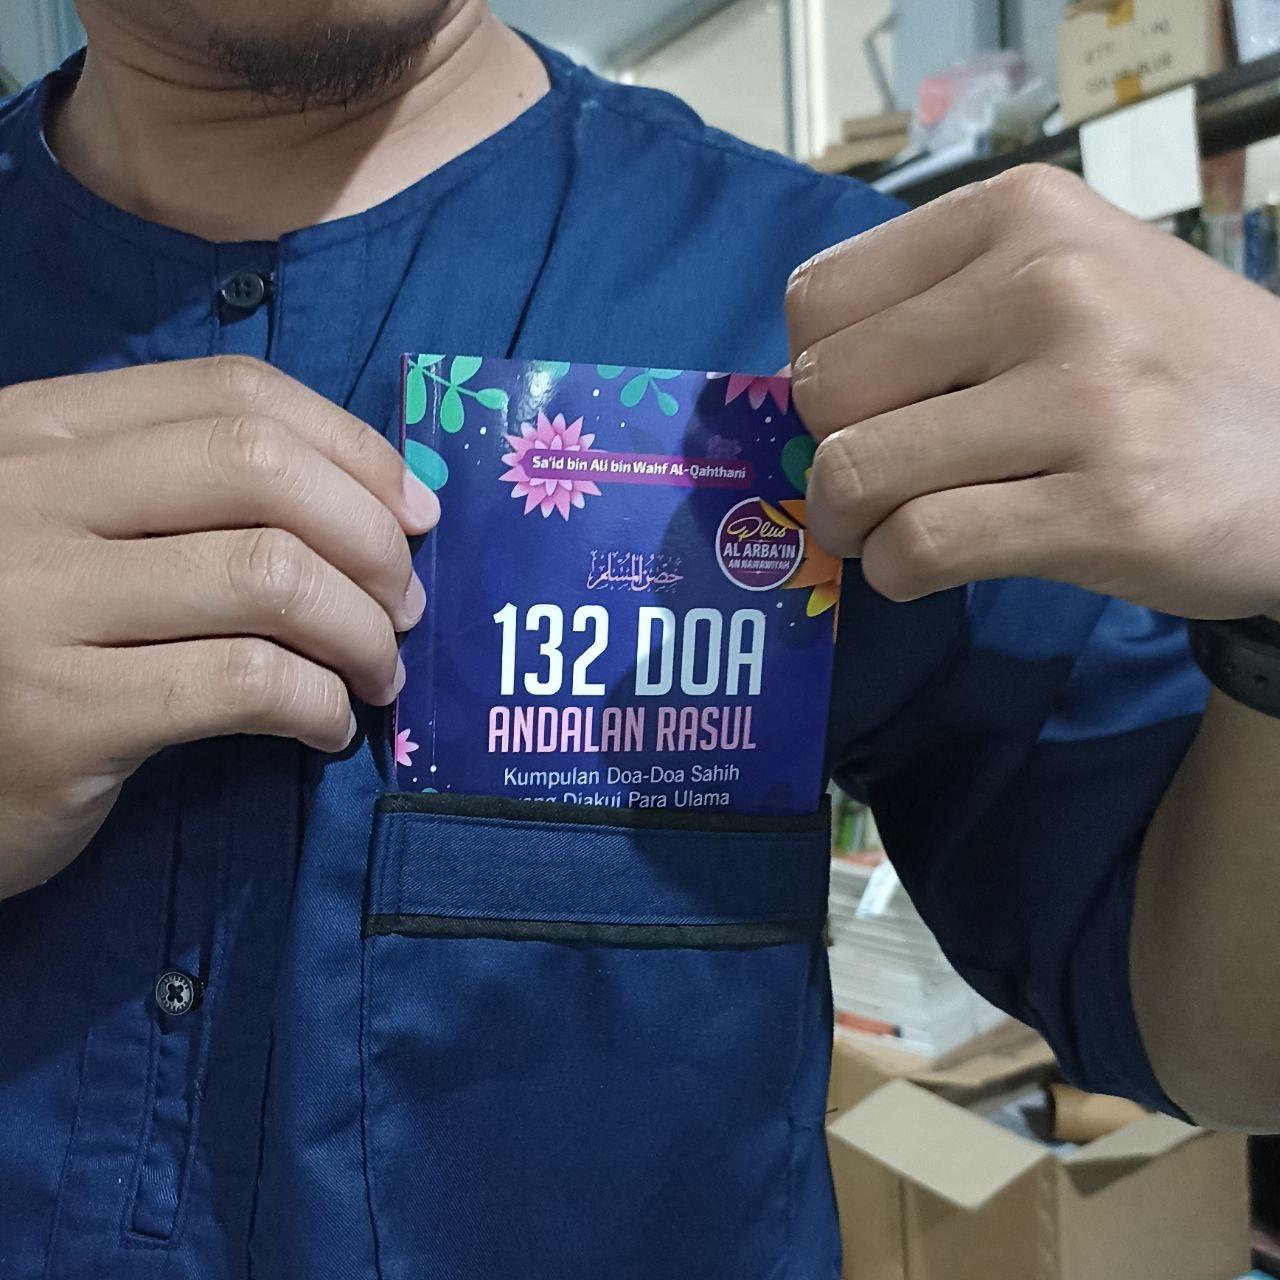 Sa'id bin Ali bin Wahf Al-Qahthani
Plus
AL ARBA'IN
AN NAWAWIYAH
حصن المسلم
132 DOA
ANDALAN RASUL
Kumpulan Doa-Doa Sahih
yang Diakui Para Ulama